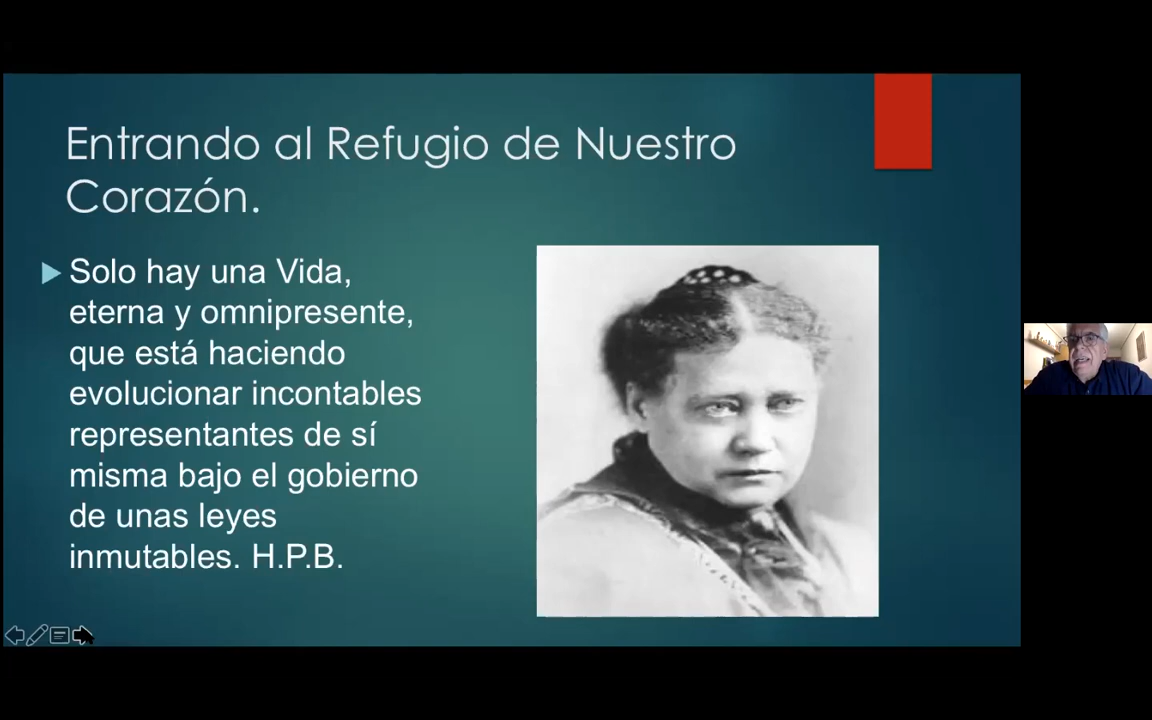 Entrando al Refugio de Nuestro
Corazón.
Solo hay una Vida,
eterna y omnipresente,
que está haciendo
evolucionar incontables
representantes de sí
misma bajo el gobierno
de unas leyes
inmutables. H.P.B.